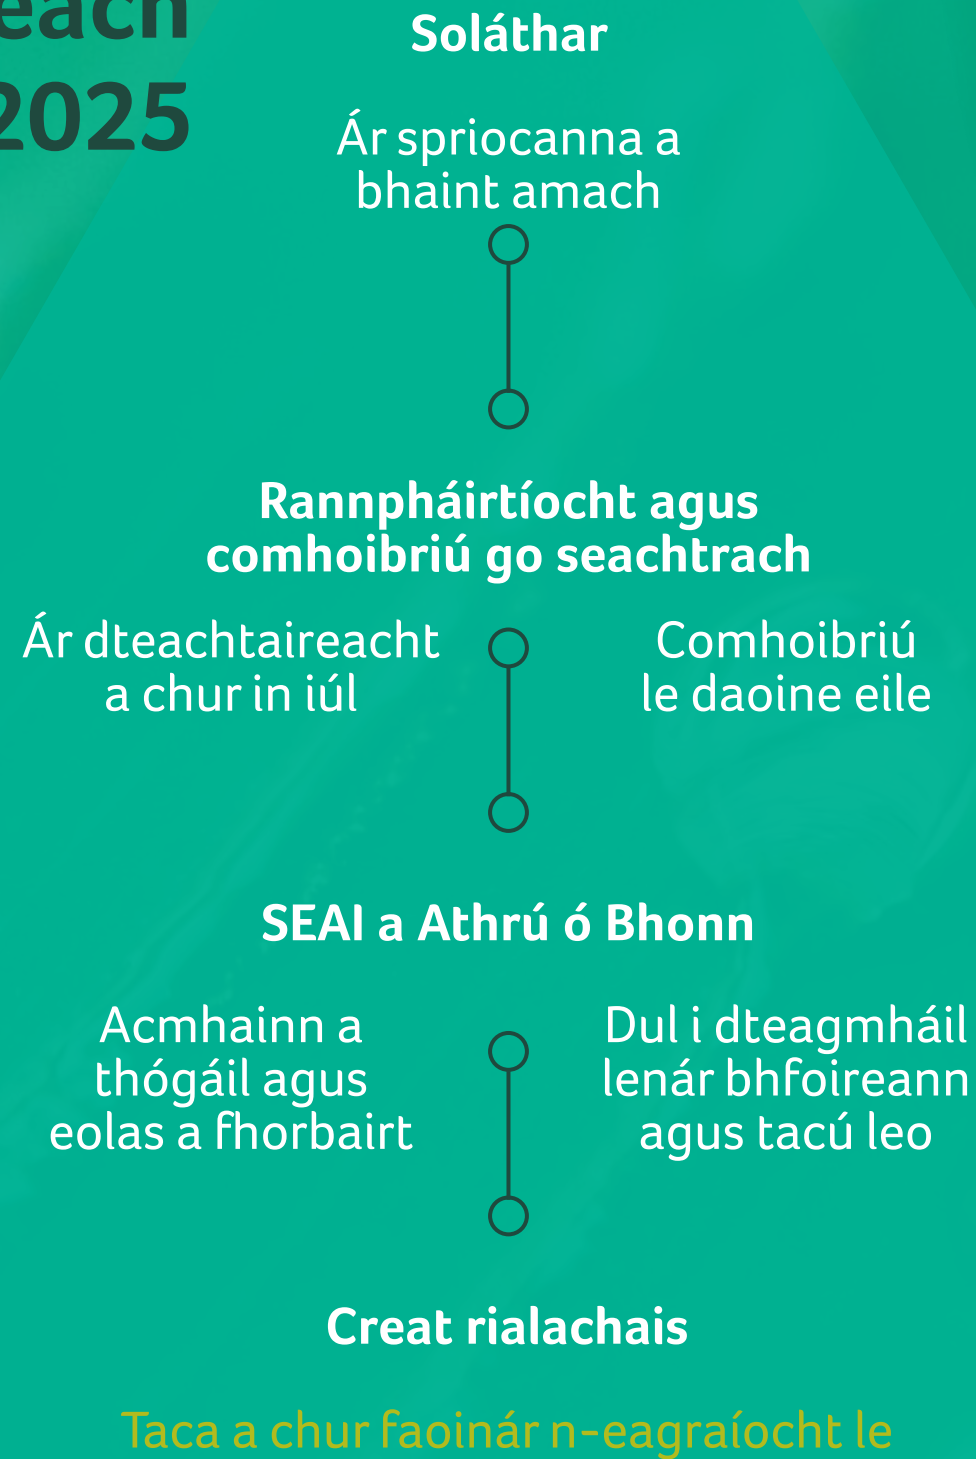 2025
Soláthar
Ár spriocanna a
bhaint amach
Rannpháirtíocht agus
comhoibriú go seachtrach
Ár dteachtaireacht
a chur in iúl
Comhoibriú
le daoine eile
SEAI a Athrú ó Bhonn
Acmhainn a
thógáil agus
eolas a fhorbairt
Dul i dteagmháil
lenár bhfoireann
agus tacú leo
Creat rialachais
Taca a chur faoinár n-eagraíocht le